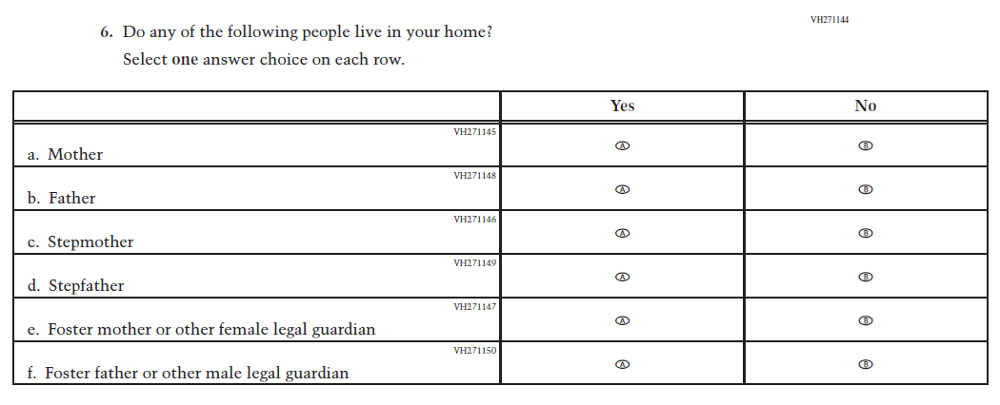 VH271144
6. Do any of the following people live in your home?
Select one answer choice on each row.
Yes No
VH271145
a. Mother A B
VH271148
b. Father A B
VH271146
c. Stepmother A B
VH271149
d. Stepfather A B
VH271147
e. Foster mother or other female legal guardian A B
VH271150
f. Foster father or other male legal guardian A B